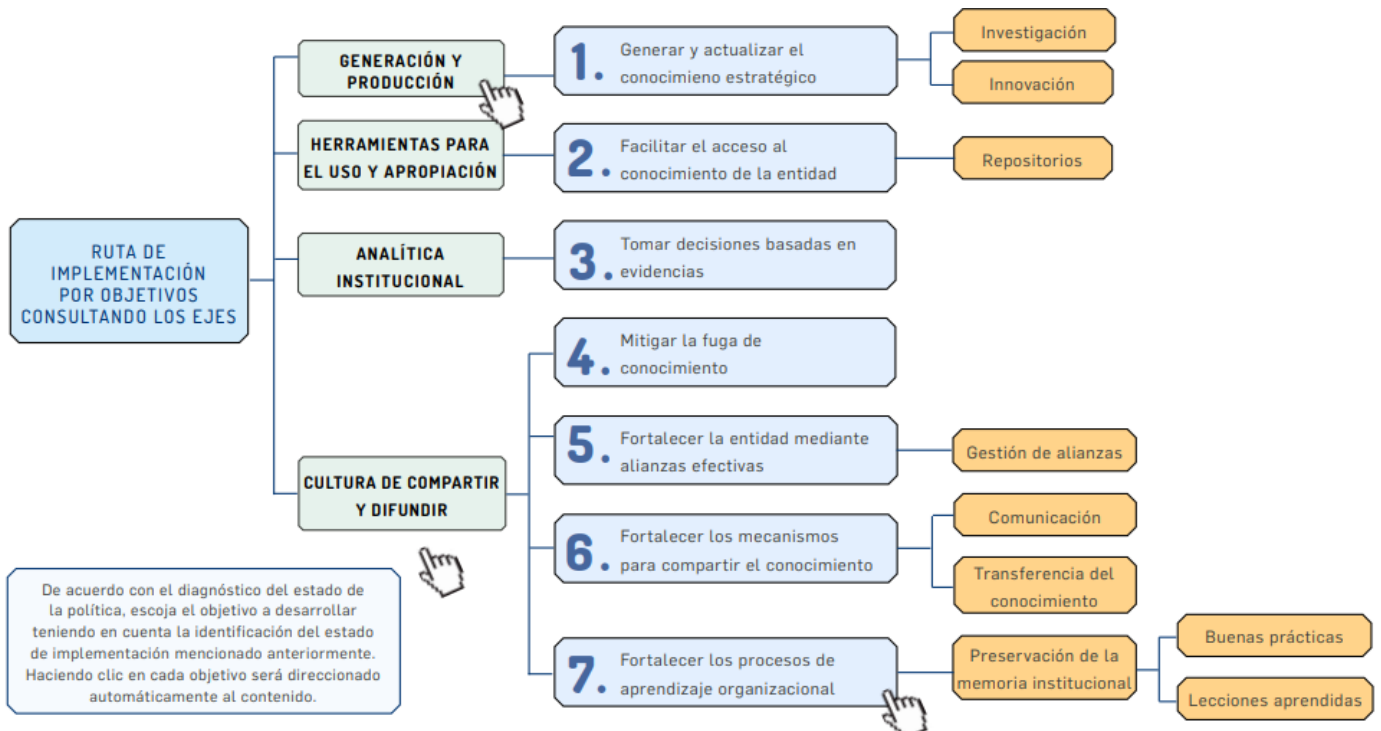 RUTA DE
IMPLEMENTACIÓN
POR OBJETIVOS
CONSULTANDO LOS EJES
GENERACIÓN Y
PRODUCCIÓN
1. Generar y actualizar el
conocimieno estratégico
Investigación
Innovación
HERRAMIENTAS PARA
EL USO Y APROPIACIÓN
2. Facilitar el acceso al
conocimiento de la entidad
Repositorios
ANALÍTICA
INSTITUCIONAL
3. Tomar decisiones basadas en
evidencias
CULTURA DE COMPARTIR
Y DIFUNDIR
4. Mitigar la fuga de
conocimiento
5. Fortalecer la entidad mediante
alianzas efectivas
Gestión de alianzas
6. Fortalecer los mecanismos
para compartir el conocimiento
Comunicación
Transferencia del
conocimiento
7. Fortalecer los procesos de
aprendizaje organizacional
Preservación de la
memoria institucional
Buenas prácticas
Lecciones aprendidas
De acuerdo con el diagnóstico del estado de
la política, escoja el objetivo a desarrollar
teniendo en cuenta la identificación del estado
de implementación mencionado anteriormente.
Haciendo clic en cada objetivo será direccionado
automáticamente al contenido.